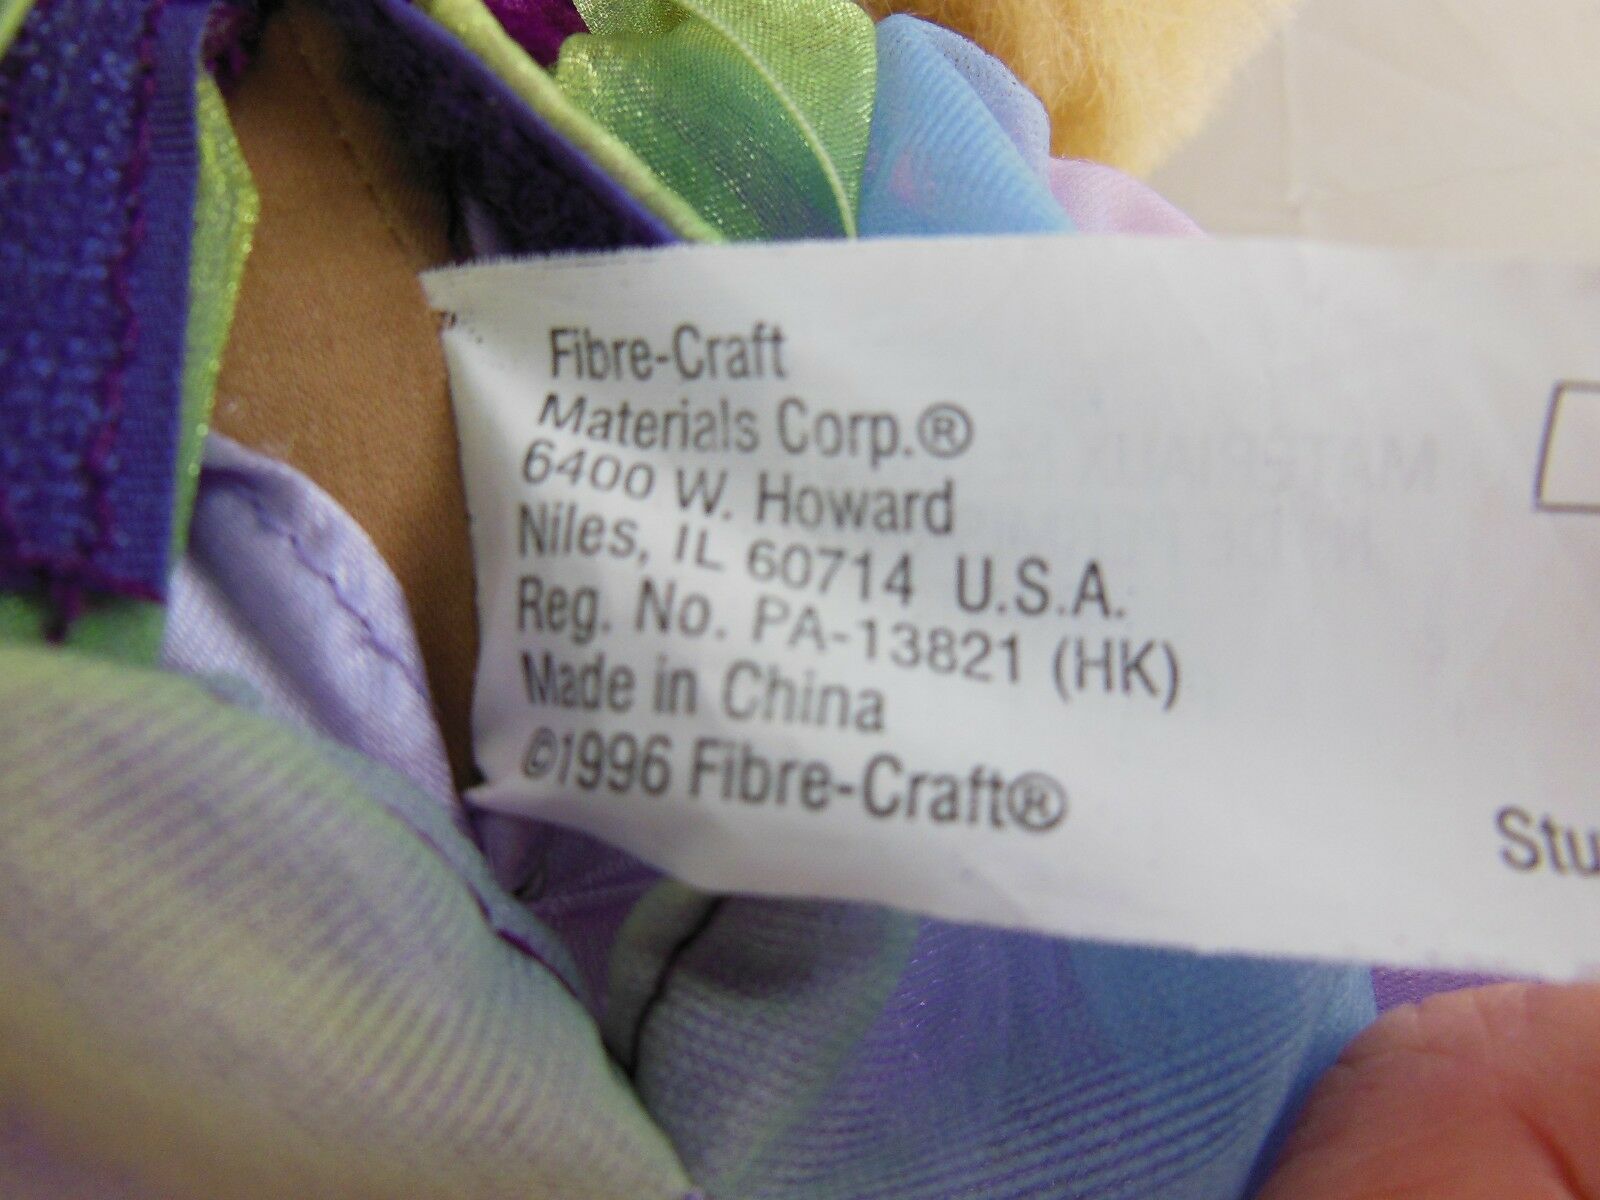 Fibre-Craft
Materials Corp.®
6400 W. Howard
Niles, IL 60714 U.S.A.
Reg. No. PA-13821 (HK)
Made in China
©1996 Fibre-Craft®
Stu